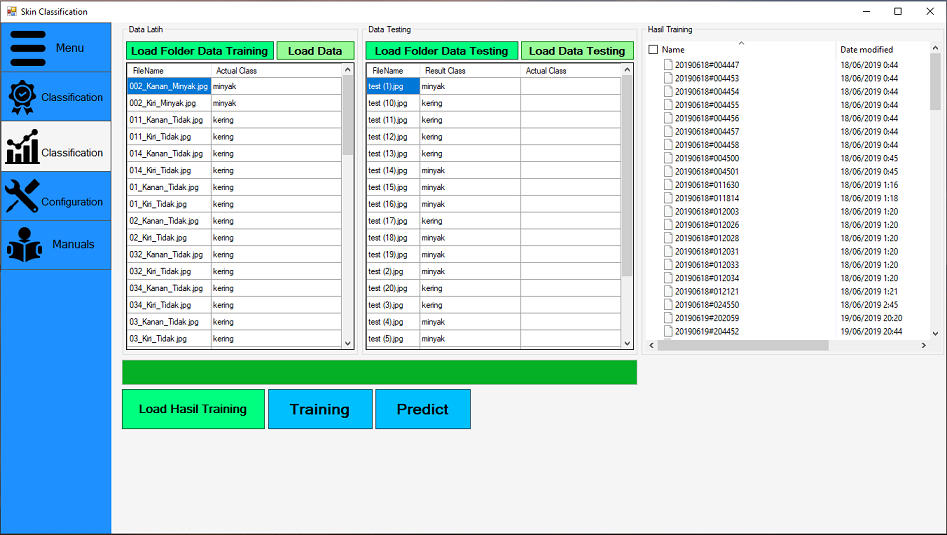 Skin Classification
Menu
Classification
Classification
Configuration
Manuals
Data Latih
Load Folder Data Training Load Data
FileName Actual Class
002_Kanan_Minyak.jpg minyak
002_Kiri_Minyak.jpg minyak
011_Kanan_Tidak.jpg kering
011_Kiri_Tidak.jpg kering
014_Kanan_Tidak.jpg kering
014_Kiri_Tidak.jpg kering
01_Kanan_Tidak.jpg kering
01_Kiri_Tidak.jpg kering
02_Kanan_Tidak.jpg kering
02_Kiri_Tidak.jpg kering
032_Kanan_Tidak.jpg kering
032_Kiri_Tidak.jpg kering
034_Kanan_Tidak.jpg kering
034_Kiri_Tidak.jpg kering
03_Kanan_Tidak.jpg kering
03_Kiri_Tidak.jpg kering
Data Testing
Load Folder Data Testing Load Data Testing
FileName Result Class Actual Class
test (1).jpg minyak
test (10).jpg kering
test (11).jpg kering
test (12).jpg kering
test (13).jpg kering
test (14).jpg minyak
test (15).jpg minyak
test (16).jpg minyak
test (17).jpg kering
test (18).jpg minyak
test (19).jpg minyak
test (2).jpg minyak
test (20).jpg kering
test (3).jpg kering
test (4).jpg minyak
test (5).jpg minyak
Hasil Training
Name Date modified
20190618#004447 18/06/2019 0:44
20190618#004453 18/06/2019 0:44
20190618#004454 18/06/2019 0:44
20190618#004455 18/06/2019 0:44
20190618#004456 18/06/2019 0:44
20190618#004457 18/06/2019 0:44
20190618#004458 18/06/2019 0:44
20190618#004500 18/06/2019 0:45
20190618#004501 18/06/2019 0:45
20190618#011630 18/06/2019 1:16
20190618#011814 18/06/2019 1:18
20190618#012003 18/06/2019 1:20
20190618#012026 18/06/2019 1:20
20190618#012028 18/06/2019 1:20
20190618#012031 18/06/2019 1:20
20190618#012033 18/06/2019 1:20
20190618#012034 18/06/2019 1:20
20190618#012121 18/06/2019 1:21
20190618#024550 18/06/2019 2:45
20190619#202059 19/06/2019 20:20
20190619#204452 19/06/2019 20:44
Load Hasil Training Training Predict